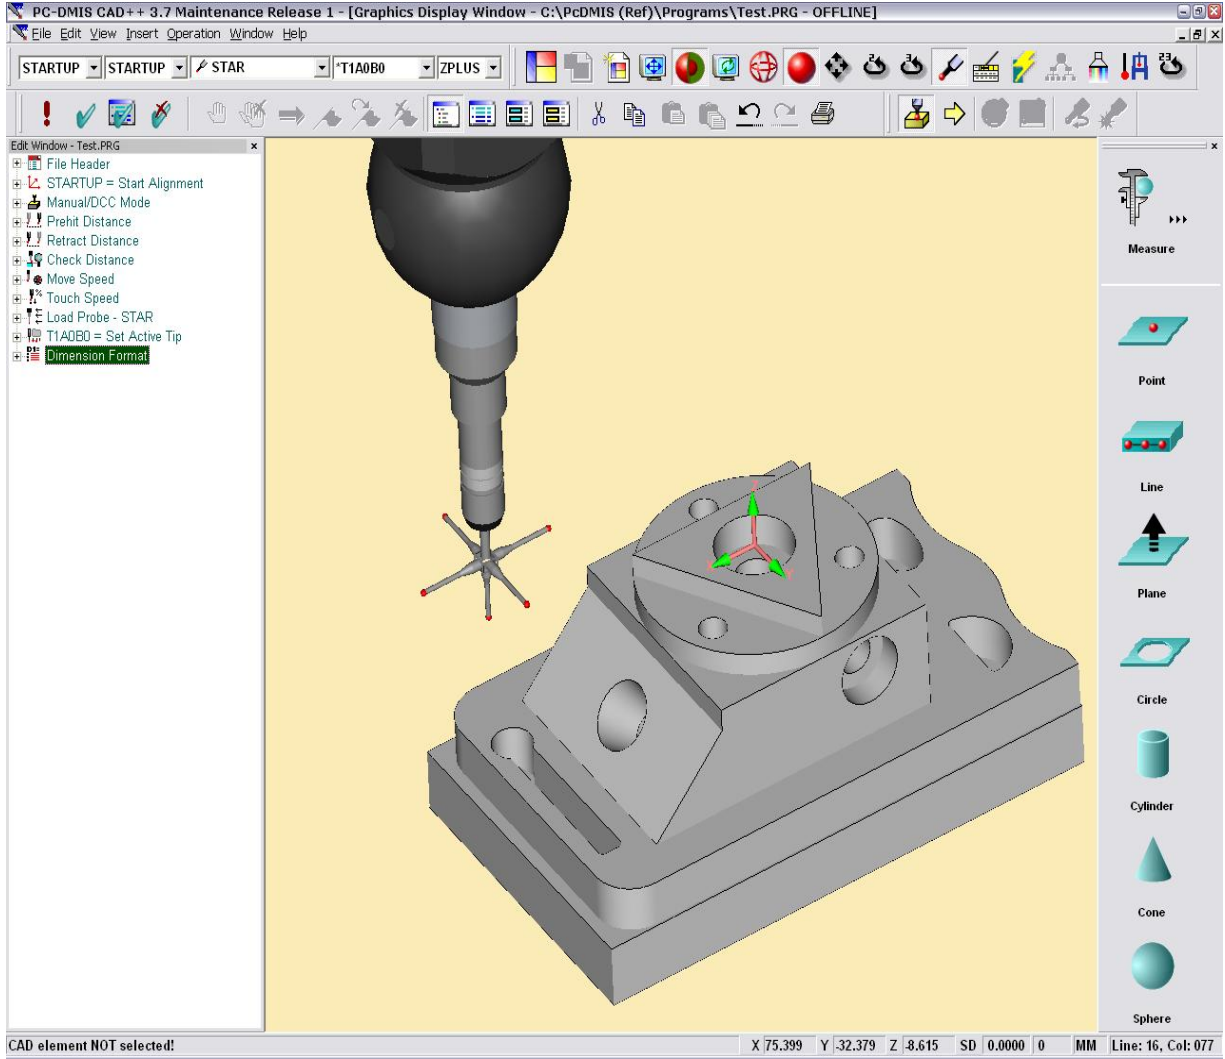 PC-DMIS CAD++ 3.7 Maintenance Release 1 - [Graphics Display Window - C:\PcDMIS (Ref)\Programs\Test.PRG - OFFLINE]
File Edit View Insert Operation Window Help
STARTUP STARTUP STAR *T1A0B0 ZPLUS
Edit Window - Test.PRG
File Header
STARTUP = Start Alignment
Manual/DCC Mode
Prehit Distance
Retract Distance
Check Distance
Move Speed
Touch Speed
Load Probe - STAR
T1A0B0 = Set Active Tip
Dimension Format
Z
X
Y
Measure
Point
Line
Plane
Circle
Cylinder
Cone
Sphere
CAD element NOT selected! X 75.399 Y -32.379 Z -8.615 SD 0.0000 0 MM Line: 16, Col: 077